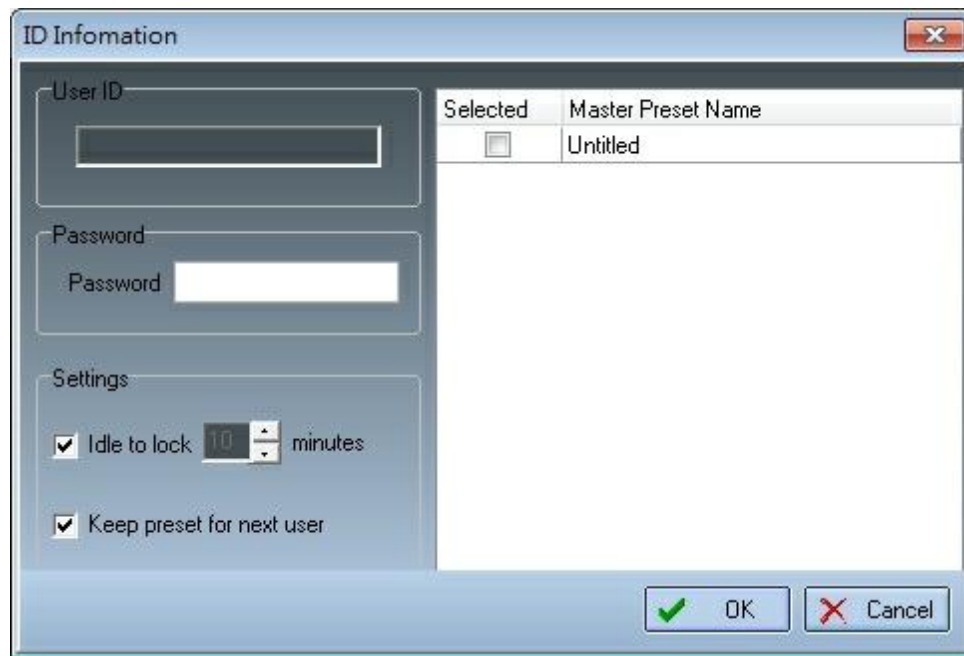 ID Infomation
User ID
Password
Password
Settings
Idle to lock 10 minutes
Keep preset for next user
Selected Master Preset Name
Untitled
OK Cancel